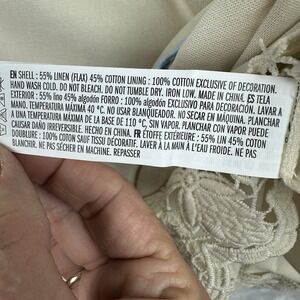 EN SHELL : 55% LINEN (FLAX) 45% COTTON LINING : 100% COTTON EXCLUSIVE OF DECORATION.
HAND WASH COLD. DO NOT BLEACH. DO NOT TUMBLE DRY. IRON LOW. MADE IN CHINA. ES TELA
EXTERIOR : 55% lino 45% algodón FORRO : 100% algodón EXCLUSIVO POR DECORACIÓN. LAVAR A
MANO. TEMPERATURA MÁXIMA 40 °C. NO USAR BLANQUEADOR. NO SECAR EN MÁQUINA. PLANCHAR
A UNA TEMPERATURA MÁXIMA DE LA BASE DE 110 °C, SIN VAPOR. PLANCHAR CON VAPOR PUEDE
CAUSAR DAÑO IRREVERSIBLE. HECHO EN CHINA. FR ÉTOFFE EXTÉRIEURE : 55% LIN 45% COTON
DOUBLURE : 100% COTON SAUF TISSU DÉCORATIF. LAVER À LA MAIN À L'EAU FROIDE. NE PAS
BLANCHIR. NE PAS SÉCHER EN MACHINE. REPASSER